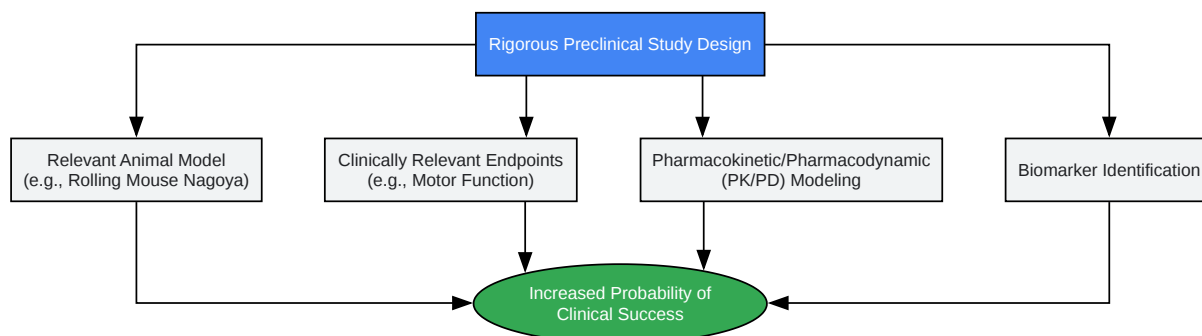 Rigorous Preclinical Study Design
Relevant Animal Model
(e.g., Rolling Mouse Nagoya)
Clinically Relevant Endpoints
(e.g., Motor Function)
Pharmacokinetic/Pharmacodynamic
(PK/PD) Modeling
Biomarker Identification
Increased Probability of
Clinical Success